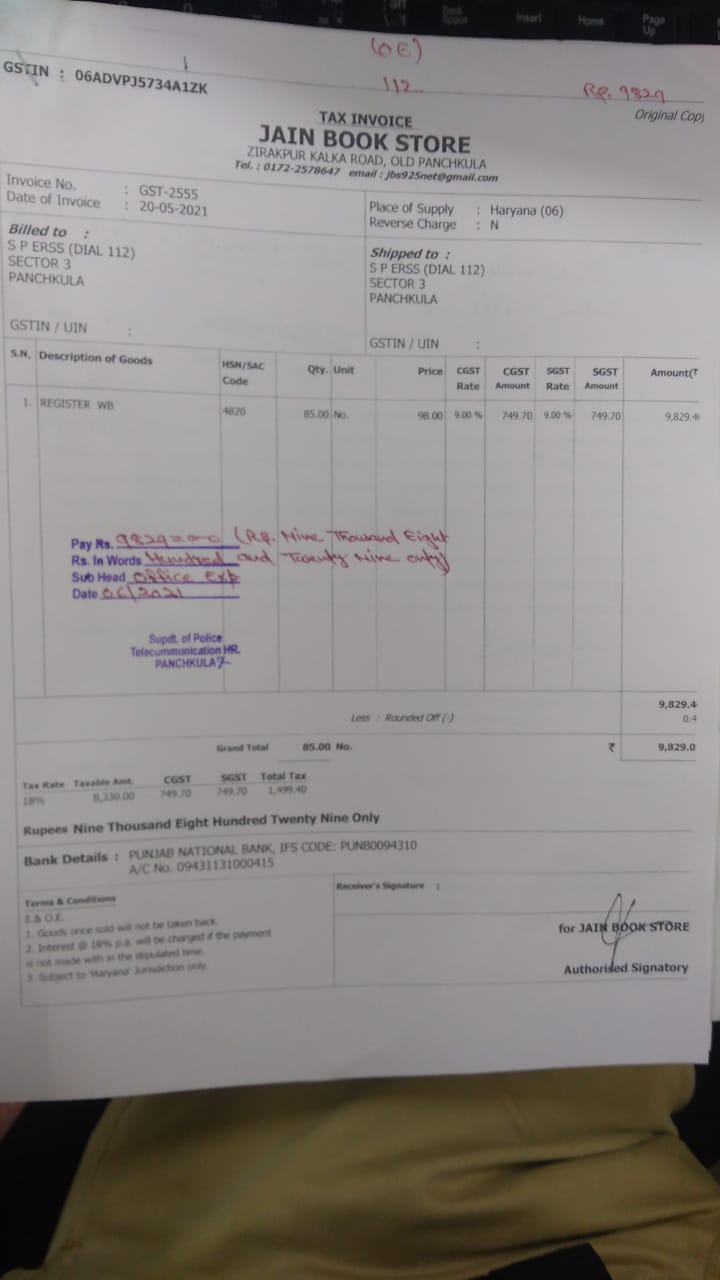 (OE)
112
Rs. 9829
GSTIN : 06ADVPJ5734A1ZK
Original Copy
TAX INVOICE
JAIN BOOK STORE
ZIRAKPUR KALKA ROAD, OLD PANCHKULA
Tel. : 0172-2578647 email : jbs925net@gmail.com
Invoice No. : GST-2555
Date of Invoice : 20-05-2021
Place of Supply : Haryana (06)
Reverse Charge : N
Billed to :
S P ERSS (DIAL 112)
SECTOR 3
PANCHKULA
GSTIN / UIN :
Shipped to :
S P ERSS (DIAL 112)
SECTOR 3
PANCHKULA
GSTIN / UIN :
S.N. Description of Goods HSN/SAC Code Qty. Unit Price CGST Rate CGST Amount SGST Rate SGST Amount Amount(₹
1. REGISTER WB 4820 85.00 No. 98.00 9.00 % 749.70 9.00 % 749.70 9,829.4
Pay Rs. 9829=00 (Rs. Nine Thousand Eight
Rs. In Words Hundred and Twenty Nine only)
Sub Head Office Exp
Date 06/2021
Supdt. of Police
Telecummunication HR.
PANCHKULA
9,829.4
Less : Rounded Off (-) 0.4
Grand Total 85.00 No. ₹ 9,829.0
Tax Rate Taxable Amt. CGST SGST Total Tax
18% 8,330.00 749.70 749.70 1,499.40
Rupees Nine Thousand Eight Hundred Twenty Nine Only
Bank Details : PUNJAB NATIONAL BANK, IFS CODE: PUNB0094310
A/C No. 09431131000415
Terms & Conditions
E.& O.E.
1. Goods once sold will not be taken back.
2. Interest @ 18% p.a. will be charged if the payment
is not made with in the stipulated time.
3. Subject to 'Haryana' Jurisdiction only.
Receiver's Signature :
for JAIN BOOK STORE
Authorised Signatory
Back Space
Insert
Home
Page Up